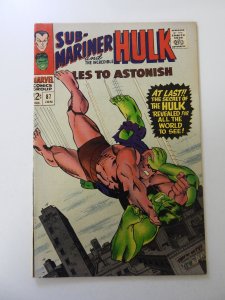 SUB-
MARINER
and
THE INCREDIBLE
HULK
LES TO ASTONISH
MARVEL
COMICS
GROUP
12¢
87
JAN
AT LAST!!
THE SECRET OF
THE HULK
REVEALED FOR
ALL THE WORLD
TO SEE!